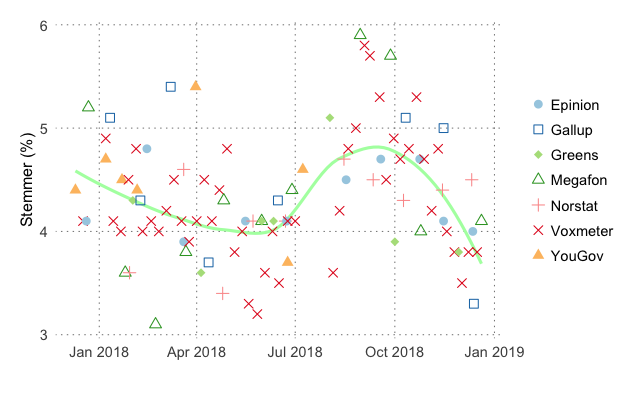 6
5
4
3
Stemmer (%)
Jan 2018
Apr 2018
Jul 2018
Oct 2018
Jan 2019
Epinion
Gallup
Greens
Megafon
Norstat
Voxmeter
YouGov